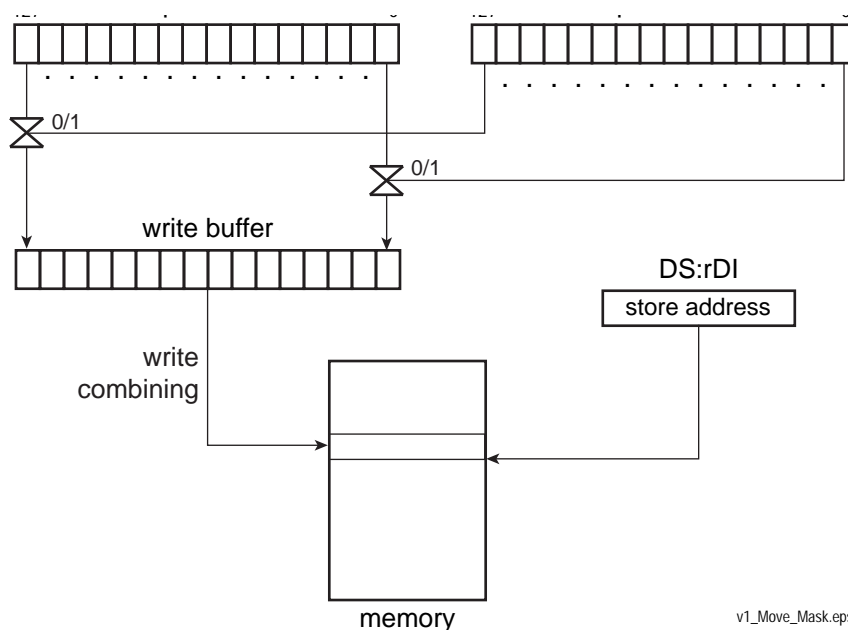 0/1
0/1
write buffer
DS:rDI
store address
write
combining
memory
v1_Move_Mask.eps